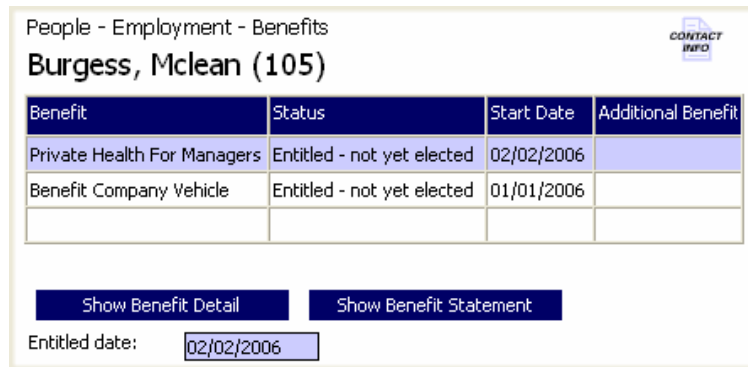 People - Employment - Benefits
CONTACT INFO
Burgess, Mclean (105)
Benefit Status Start Date Additional Benefit
Private Health For Managers Entitled - not yet elected 02/02/2006
Benefit Company Vehicle Entitled - not yet elected 01/01/2006
Show Benefit Detail Show Benefit Statement
Entitled date: 02/02/2006